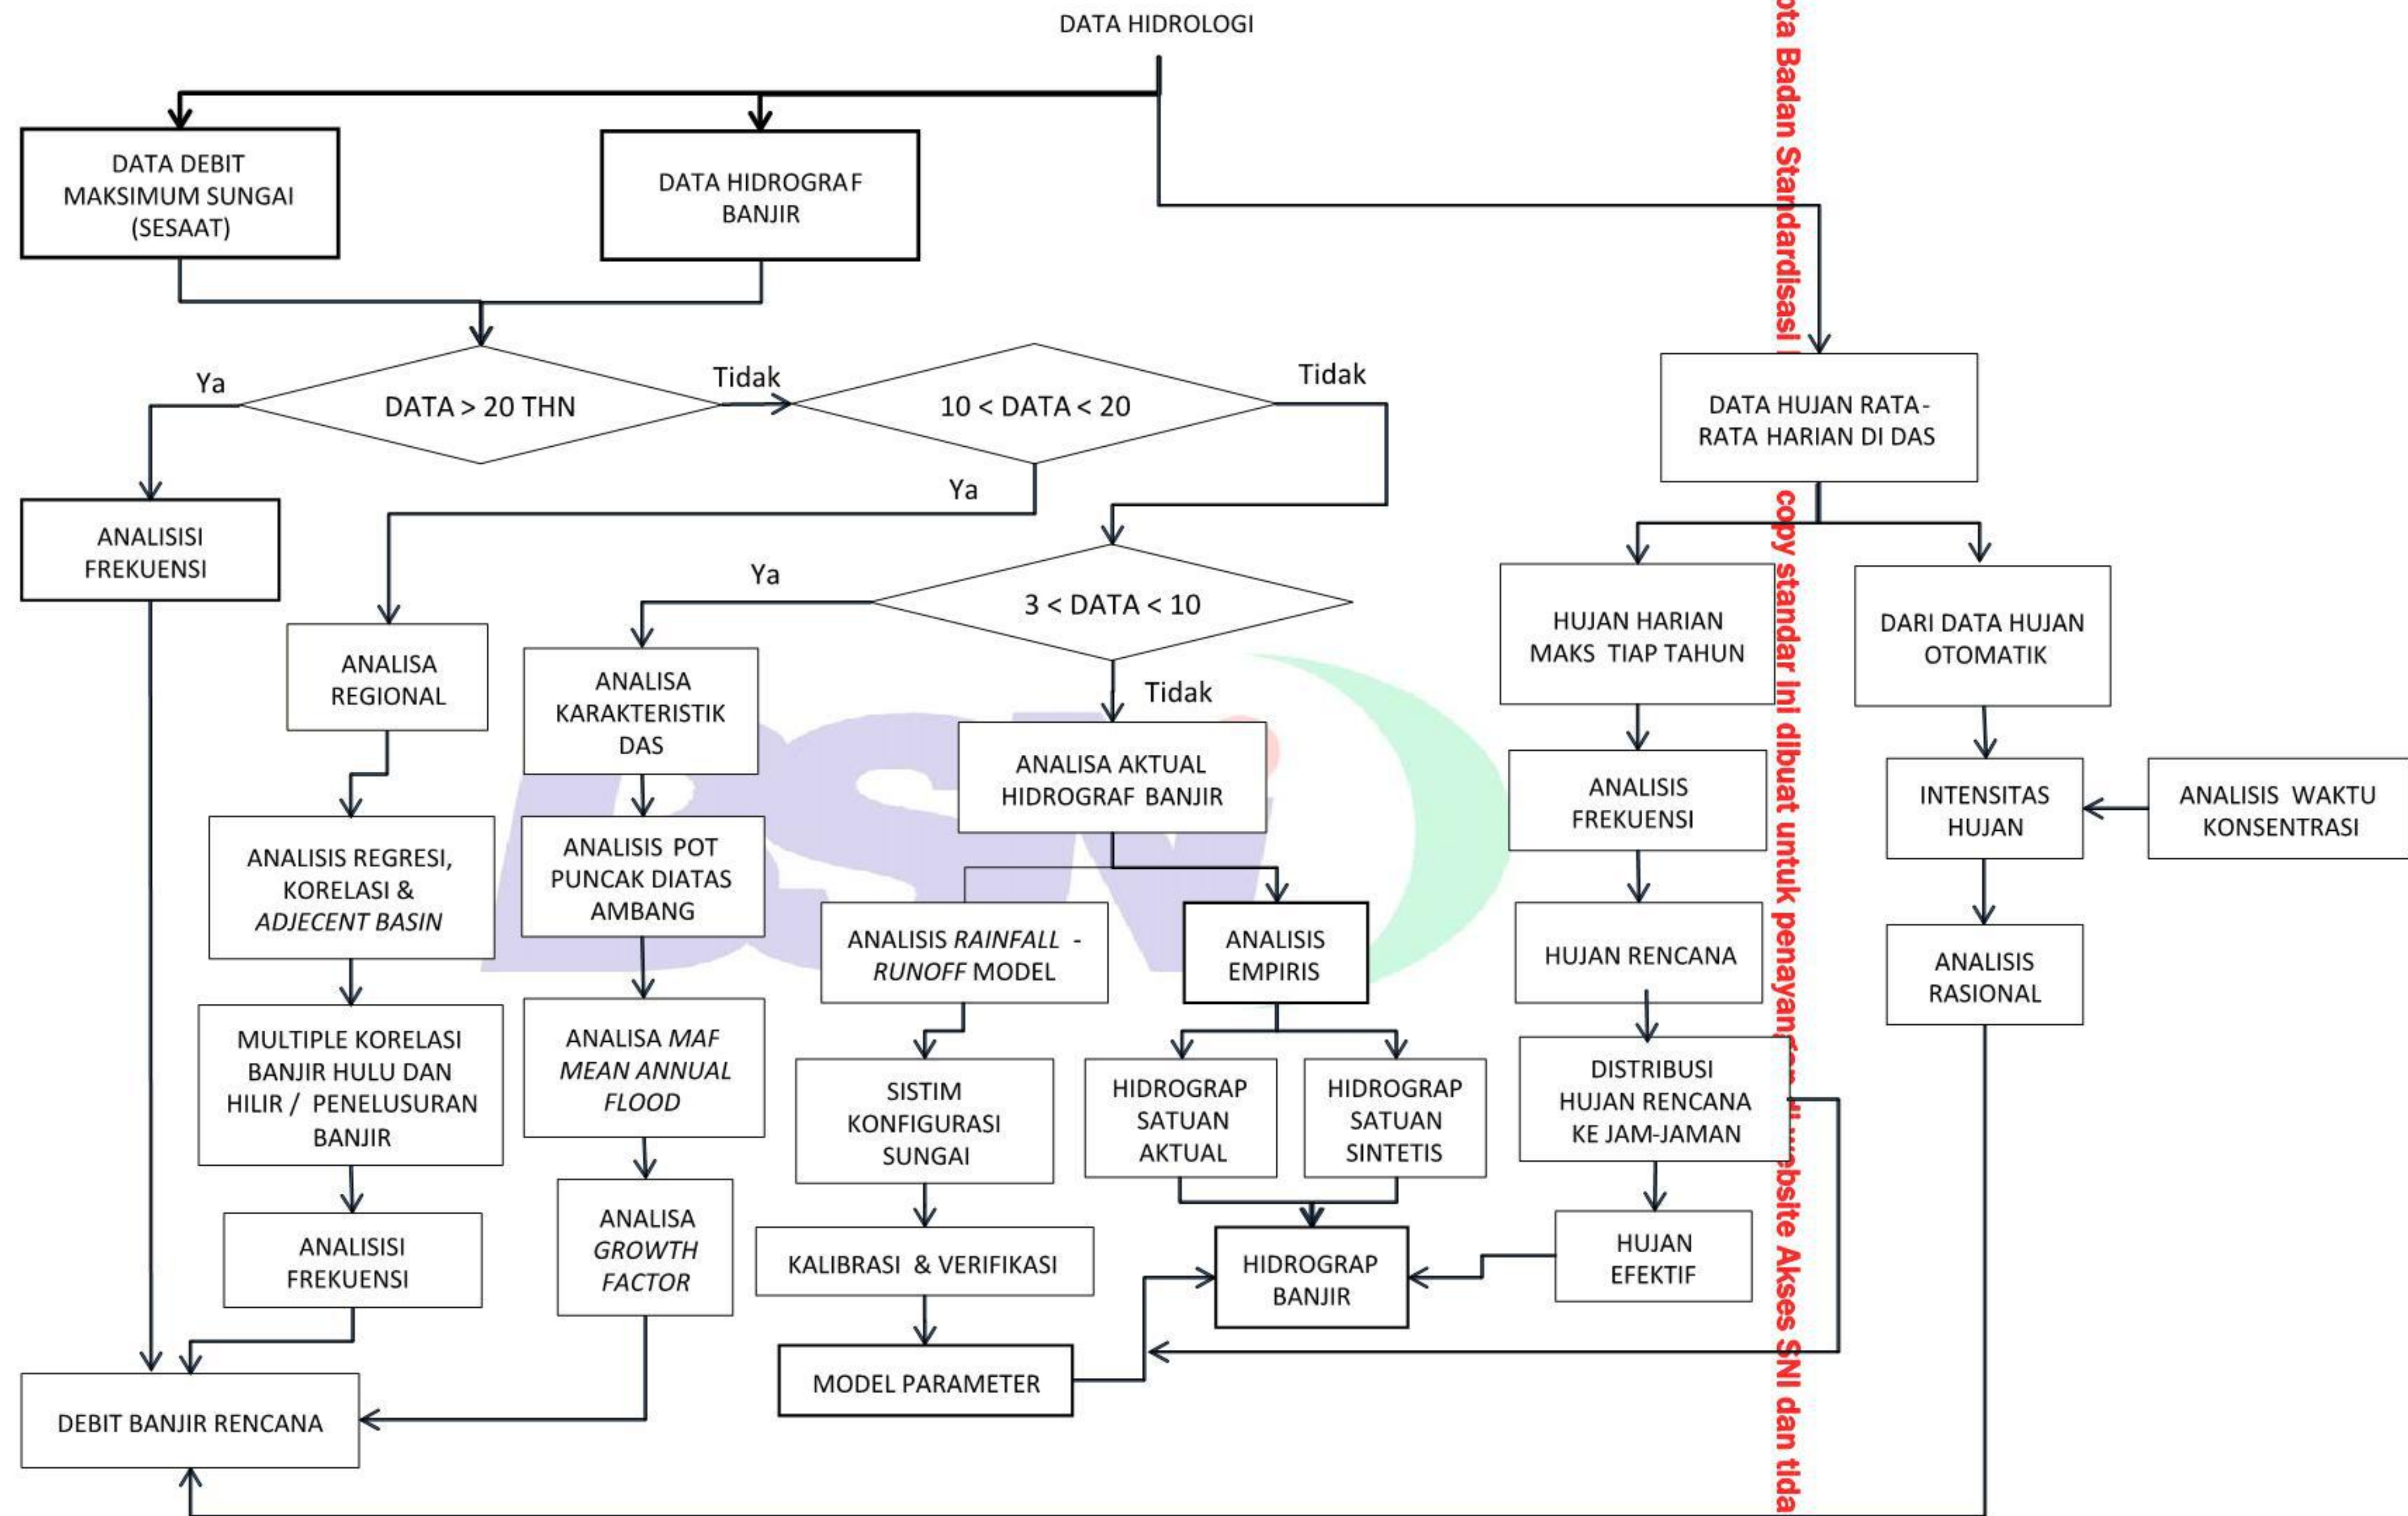 DATA HIDROLOGI
DATA DEBIT
MAKSIMUM SUNGAI
(SESAAT)
DATA HIDROGRAF
BANJIR
Ya
DATA > 20 THN
Tidak
10 < DATA < 20
Tidak
Ya
DATA HUJAN RATA-
RATA HARIAN DI DAS
ANALISISI
FREKUENSI
Ya
3 < DATA < 10
Tidak
HUJAN HARIAN
MAKS TIAP TAHUN
DARI DATA HUJAN
OTOMATIK
ANALISA
REGIONAL
ANALISA
KARAKTERISTIK
DAS
ANALISA AKTUAL
HIDROGRAF BANJIR
ANALISIS
FREKUENSI
INTENSITAS
HUJAN
ANALISIS WAKTU
KONSENTRASI
ANALISIS REGRESI,
KORELASI &
ADJECENT BASIN
ANALISIS POT
PUNCAK DIATAS
AMBANG
ANALISIS RAINFALL -
RUNOFF MODEL
ANALISIS
EMPIRIS
HUJAN RENCANA
ANALISIS
RASIONAL
MULTIPLE KORELASI
BANJIR HULU DAN
HILIR / PENELUSURAN
BANJIR
ANALISA MAF
MEAN ANNUAL
FLOOD
SISTIM
KONFIGURASI
SUNGAI
HIDROGRAP
SATUAN
AKTUAL
HIDROGRAP
SATUAN
SINTETIS
DISTRIBUSI
HUJAN RENCANA
KE JAM-JAMAN
ANALISISI
FREKUENSI
ANALISA
GROWTH
FACTOR
KALIBRASI & VERIFIKASI
HIDROGRAP
BANJIR
HUJAN
EFEKTIF
MODEL PARAMETER
DEBIT BANJIR RENCANA
BSN
Badan Standardisasi copy standar ini dibuat untuk website Akses SNI dan